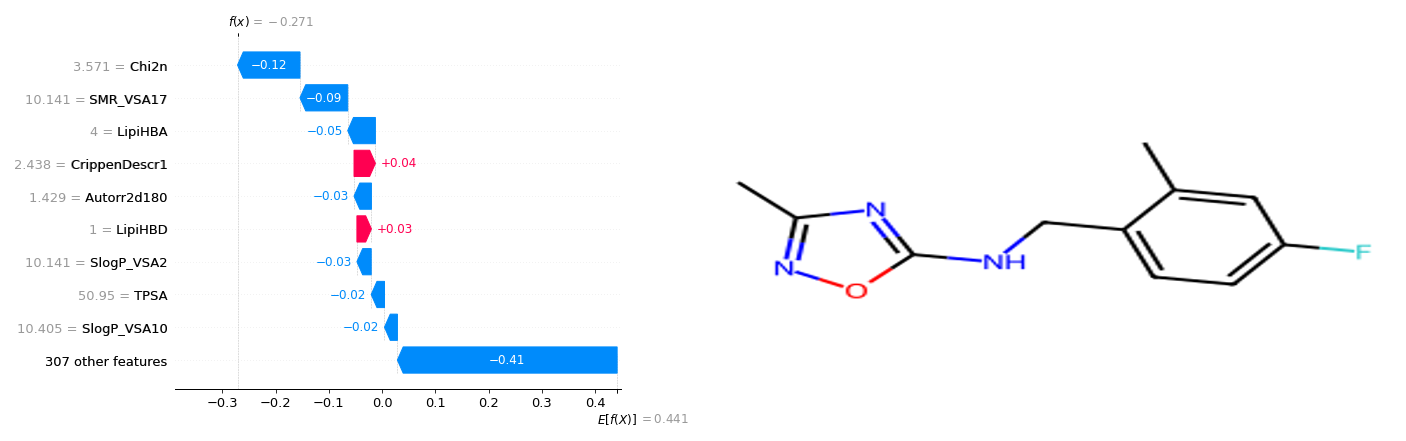 f(x) = −0.271
3.571 = Chi2n
−0.12
10.141 = SMR_VSA17
−0.09
4 = LipiHBA
−0.05
2.438 = CrippenDescr1
+0.04
1.429 = Autorr2d180
−0.03
1 = LipiHBD
+0.03
10.141 = SlogP_VSA2
−0.03
50.95 = TPSA
−0.02
10.405 = SlogP_VSA10
−0.02
307 other features
−0.41
−0.3 −0.2 −0.1 0.0 0.1 0.2 0.3 0.4
E[f(X)] = 0.441
N
N
O
NH
F